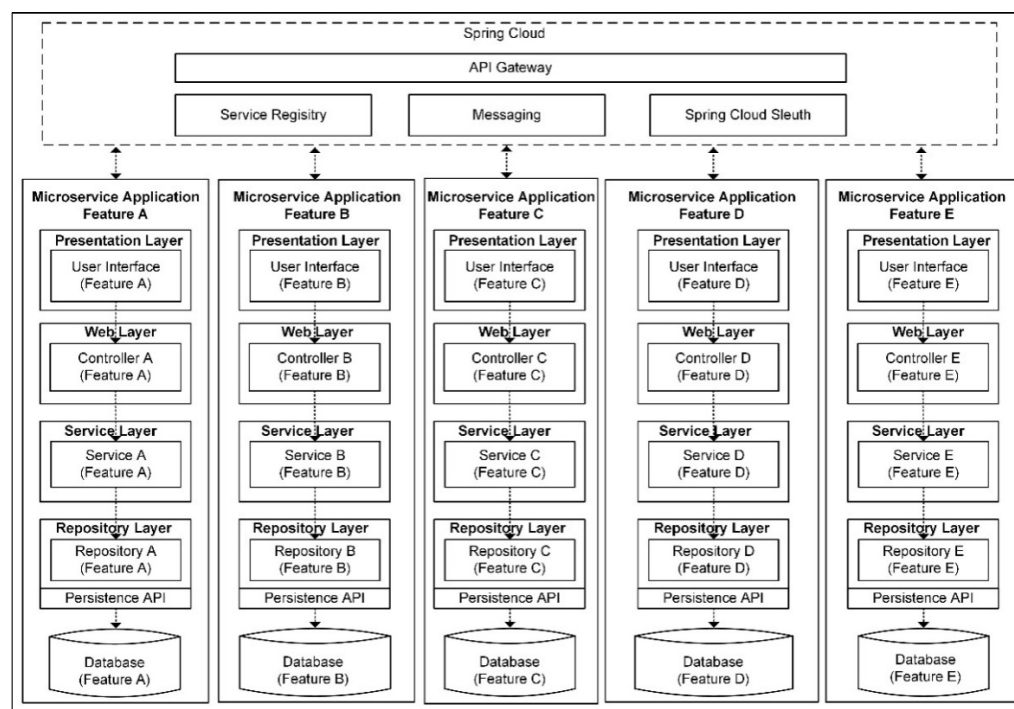 Spring Cloud
API Gateway
Service Regisitry
Messaging
Spring Cloud Sleuth
Microservice Application
Feature A
Presentation Layer
User Interface
(Feature A)
Web Layer
Controller A
(Feature A)
Service Layer
Service A
(Feature A)
Repository Layer
Repository A
(Feature A)
Persistence API
Database
(Feature A)
Microservice Application
Feature B
Presentation Layer
User Interface
(Feature B)
Web Layer
Controller B
(Feature B)
Service Layer
Service B
(Feature B)
Repository Layer
Repository B
(Feature B)
Persistence API
Database
(Feature B)
Microservice Application
Feature C
Presentation Layer
User Interface
(Feature C)
Web Layer
Controller C
(Feature C)
Service Layer
Service C
(Feature C)
Repository Layer
Repository C
(Feature C)
Persistence API
Database
(Feature C)
Microservice Application
Feature D
Presentation Layer
User Interface
(Feature D)
Web Layer
Controller D
(Feature D)
Service Layer
Service D
(Feature D)
Repository Layer
Repository D
(Feature D)
Persistence API
Database
(Feature D)
Microservice Application
Feature E
Presentation Layer
User Interface
(Feature E)
Web Layer
Controller E
(Feature E)
Service Layer
Service E
(Feature E)
Repository Layer
Repository E
(Feature E)
Persistence API
Database
(Feature E)